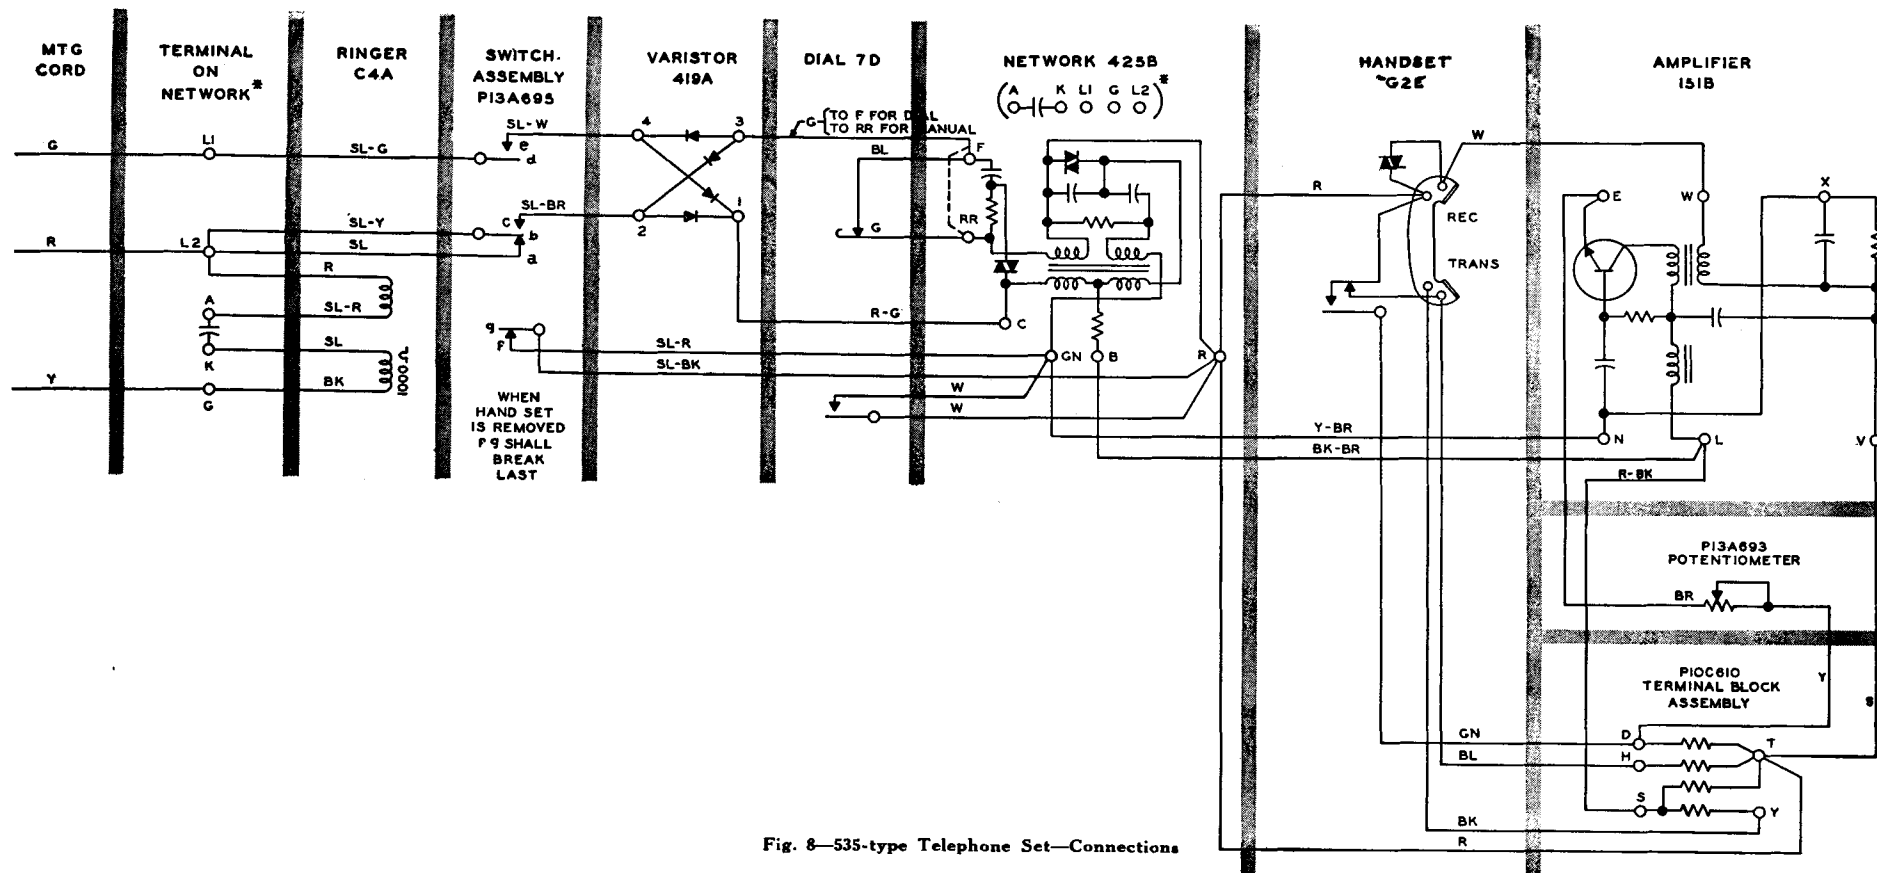 MTG
CORD
TERMINAL
ON
NETWORK*
RINGER
C4A
SWITCH.
ASSEMBLY
P13A695
VARISTOR
419A
DIAL 7D
NETWORK 425B
(A K L1 G L2)*
HANDSET
G2E
AMPLIFIER
151B
G
L1
SL-G
SL-W
e
d
4
3
G- {TO F FOR DIAL
TO RR FOR MANUAL
BL
F
R
W
E
W
X
REC
SL-Y
SL-BR
c
b
a
2
1
G
RR
R
L2
SL
R
TRANS
A
SL-R
R-G
C
g
F
K
SL
1000Ω
SL-R
SL-BK
GN
B
R
Y
G
BK
W
W
WHEN
HAND SET
IS REMOVED
F g SHALL
BREAK
LAST
Y-BR
BK-BR
N
L
V
R-BK
P13A693
POTENTIOMETER
BR
P10C610
TERMINAL BLOCK
ASSEMBLY
Y
S
GN
D
T
BL
H
S
Y
BK
R
Fig. 8—535-type Telephone Set—Connections